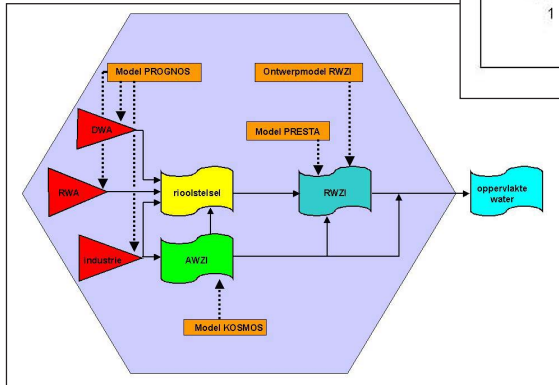 1
Model PROGNOS
Ontwerpmodel RWZI
DWA
Model PRESTA
RWA
rioolstelsel
RWZI
oppervlakte
water
industrie
AWZI
Model KOSMOS